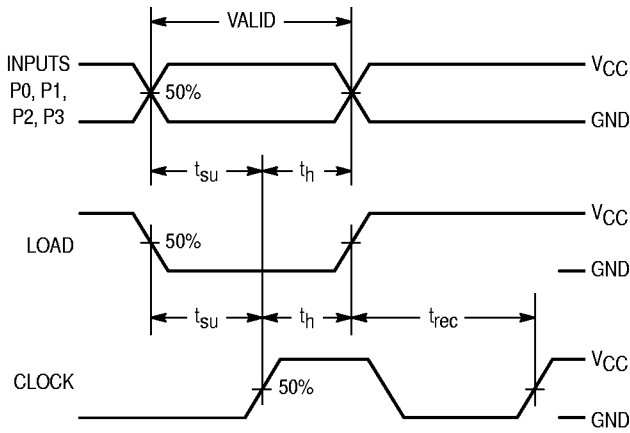 VALID
INPUTS
P0, P1,
P2, P3
50%
VCC
GND
tsu
th
LOAD
50%
VCC
GND
tsu
th
trec
CLOCK
50%
VCC
GND